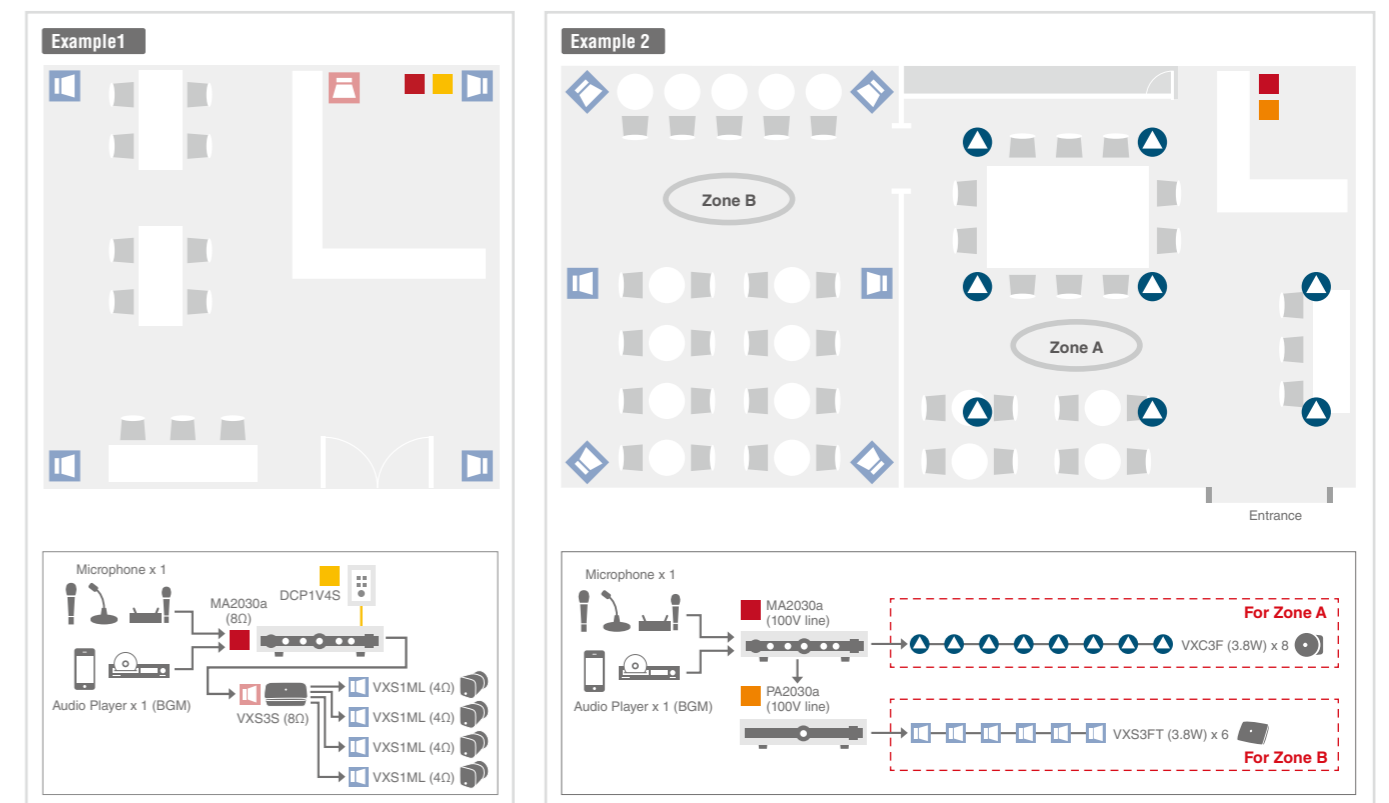 Example1
Microphone x 1
MA2030a
(8Ω)
DCP1V4S
Audio Player x 1 (BGM)
VXS3S (8Ω)
VXS1ML (4Ω)
VXS1ML (4Ω)
VXS1ML (4Ω)
VXS1ML (4Ω)
Example 2
Zone B
Zone A
Entrance
Microphone x 1
MA2030a
(100V line)
Audio Player x 1 (BGM)
PA2030a
(100V line)
For Zone A
VXC3F (3.8W) x 8
VXS3FT (3.8W) x 6
For Zone B